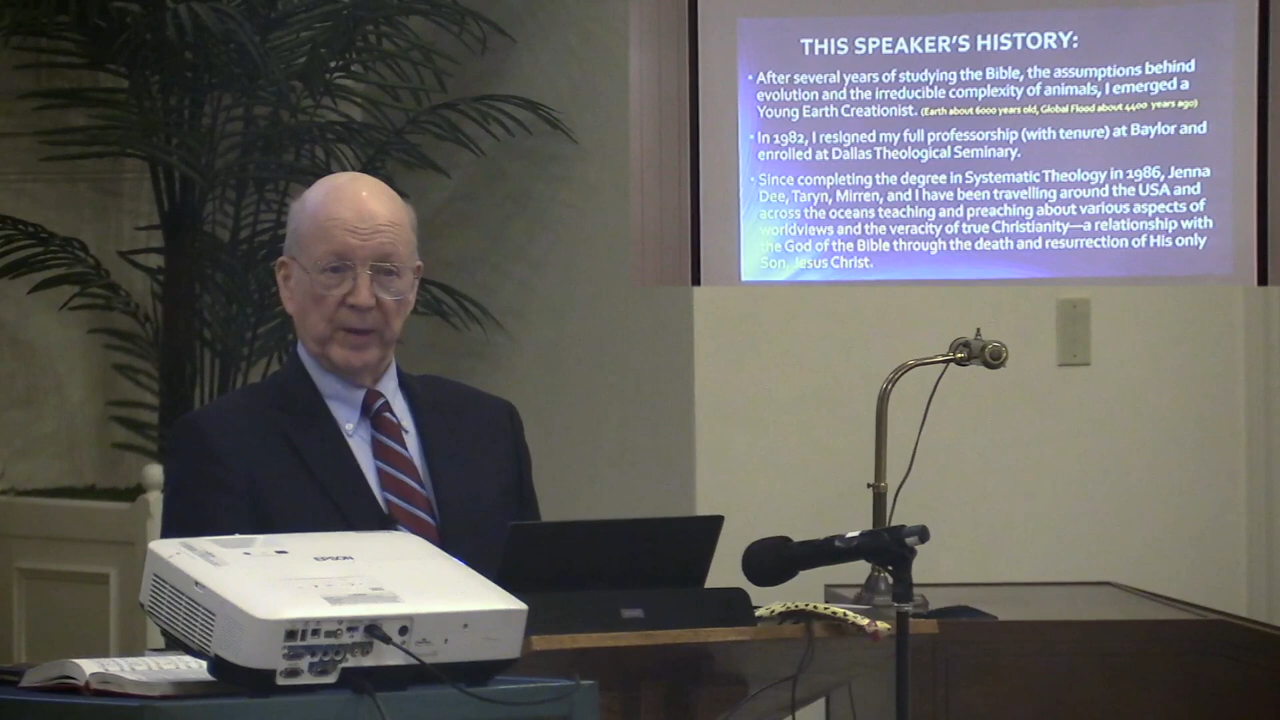 THIS SPEAKER'S HISTORY:
• After several years of studying the Bible, the assumptions behind
evolution and the irreducible complexity of animals, I emerged a
Young Earth Creationist. (Earth about 6000 years old, Global Flood about 4400 years ago)
• In 1982, I resigned my full professorship (with tenure) at Baylor and
enrolled at Dallas Theological Seminary.
• Since completing the degree in Systematic Theology in 1986, Jenna
Dee, Taryn, Mirren, and I have been travelling around the USA and
across the oceans teaching and preaching about various aspects of
worldviews and the veracity of true Christianity—a relationship with
the God of the Bible through the death and resurrection of His only
Son, Jesus Christ.
EPSON